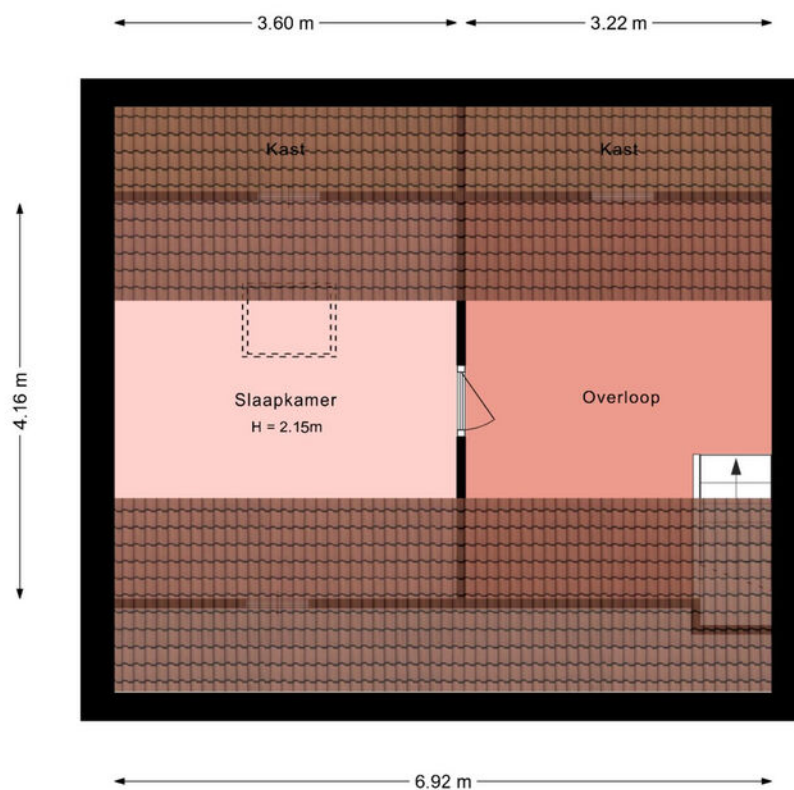 3.60 m
3.22 m
Kast
Kast
4.16 m
Slaapkamer
H = 2.15m
Overloop
6.92 m